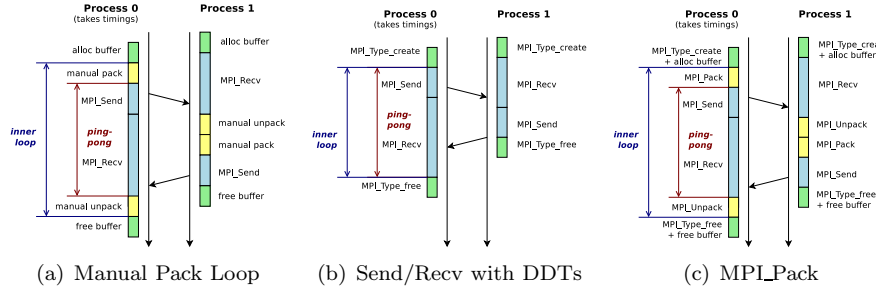 Process 0
(takes timings)
Process 1
alloc buffer
manual pack
MPI_Send
inner
loop
ping-
pong
MPI_Recv
manual unpack
free buffer
alloc buffer
MPI_Recv
manual unpack
manual pack
MPI_Send
free buffer
(a) Manual Pack Loop
Process 0
(takes timings)
Process 1
MPI_Type_create
MPI_Send
inner
loop
ping-
pong
MPI_Recv
MPI_Type_free
MPI_Type_create
MPI_Recv
MPI_Send
MPI_Type_free
(b) Send/Recv with DDTs
Process 0
(takes timings)
Process 1
MPI_Type_create
+ alloc buffer
MPI_Pack
MPI_Send
inner
loop
ping-
pong
MPI_Recv
MPI_Unpack
MPI_Type_free
+ free buffer
MPI_Type_create
+ alloc buffer
MPI_Recv
MPI_Unpack
MPI_Pack
MPI_Send
MPI_Type_free
+ free buffer
(c) MPI_Pack